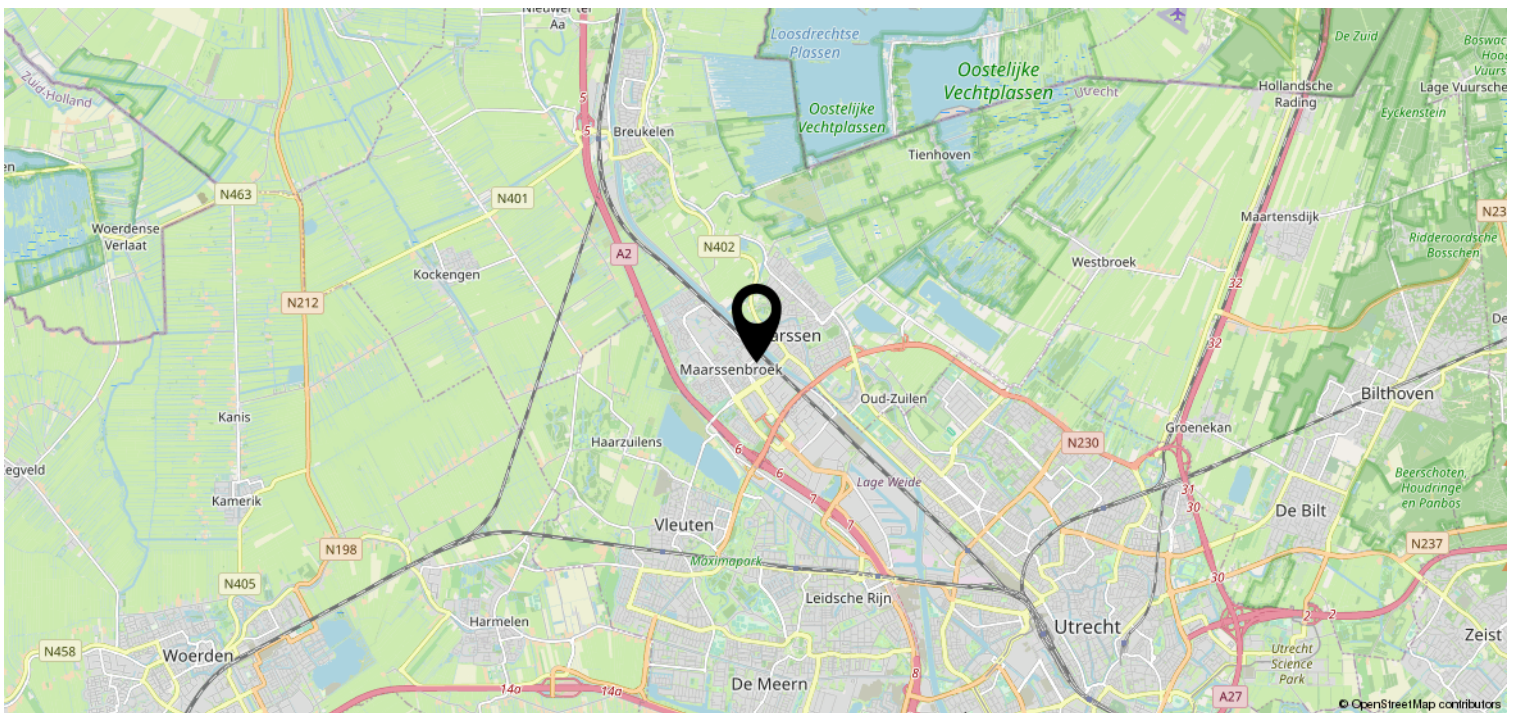 Nieuwer ter
Aa
Loosdrechtse
Plassen
De Zuid
Zuid-Holland
Oostelijke
Vechtplassen
Utrecht
Hollandsche
Rading
Lage Vuursche
5
Oostelijke
Vechtplassen
Eyckenstein
5
Breukelen
Tienhoven
N463
N401
Woerdense
Verlaat
Maartensdijk
N402
A2
Ridderoordsche
Bosschen
Kockengen
Westbroek
32
N212
32
Maarssenbroek
Bilthoven
Oud-Zuilen
Kanis
Groenekan
Haarzuilens
N230
6
6
7
7
Lage Weide
Beerschoten,
Houdringe
en Panbos
31
30
Kamerik
Vleuten
De Bilt
N198
N237
Máximapark
N405
30
Leidsche Rijn
2
2
Harmelen
Utrecht
Zeist
N458
Woerden
Utrecht
Science
Park
14a
14a
De Meern
8
A27
© OpenStreetMap contributors